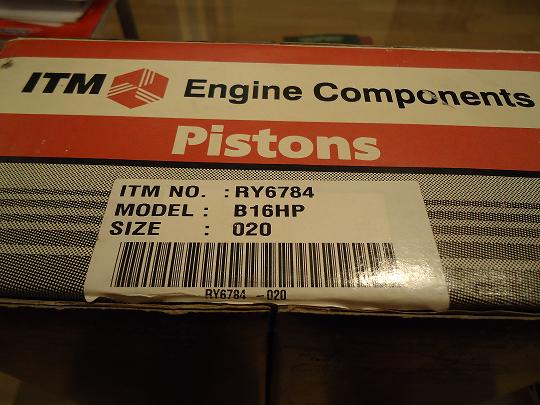 ITM Engine Components
Pistons
ITM NO. : RY6784
MODEL : B16HP
SIZE : 020
RY6784 -020